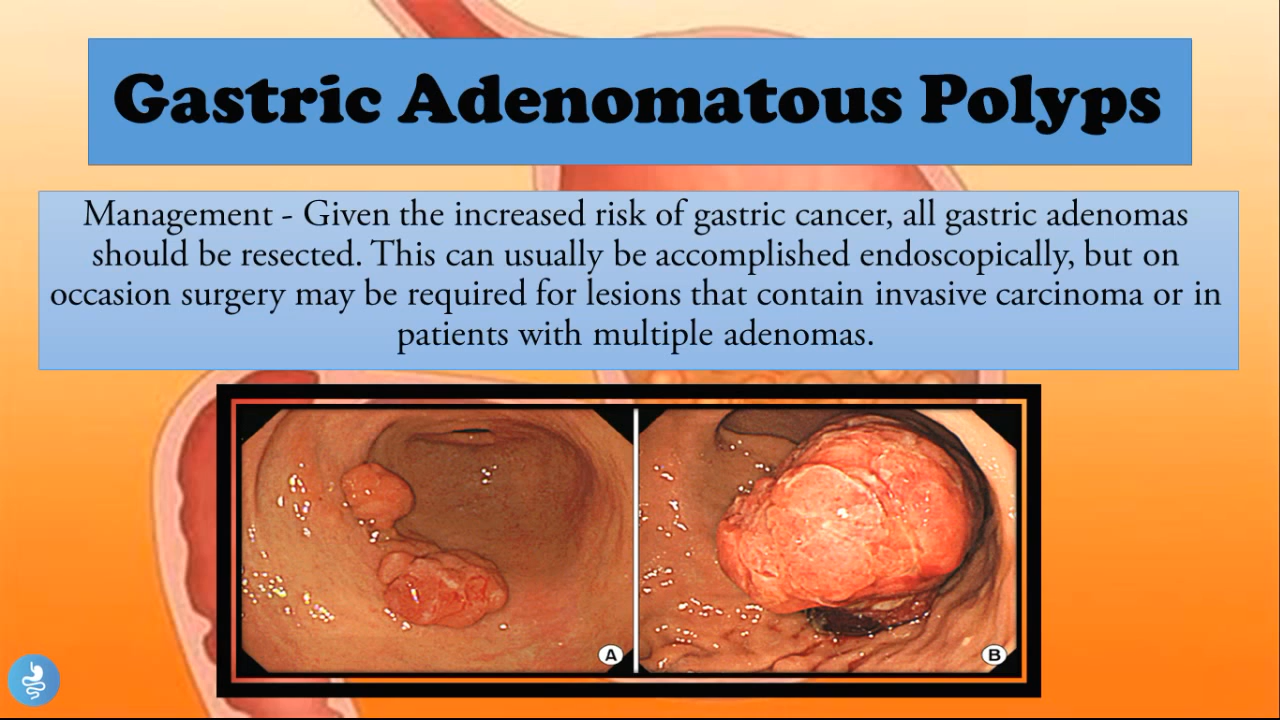 Gastric Adenomatous Polyps
Management - Given the increased risk of gastric cancer, all gastric adenomas
should be resected. This can usually be accomplished endoscopically, but on
occasion surgery may be required for lesions that contain invasive carcinoma or in
patients with multiple adenomas.
A
B